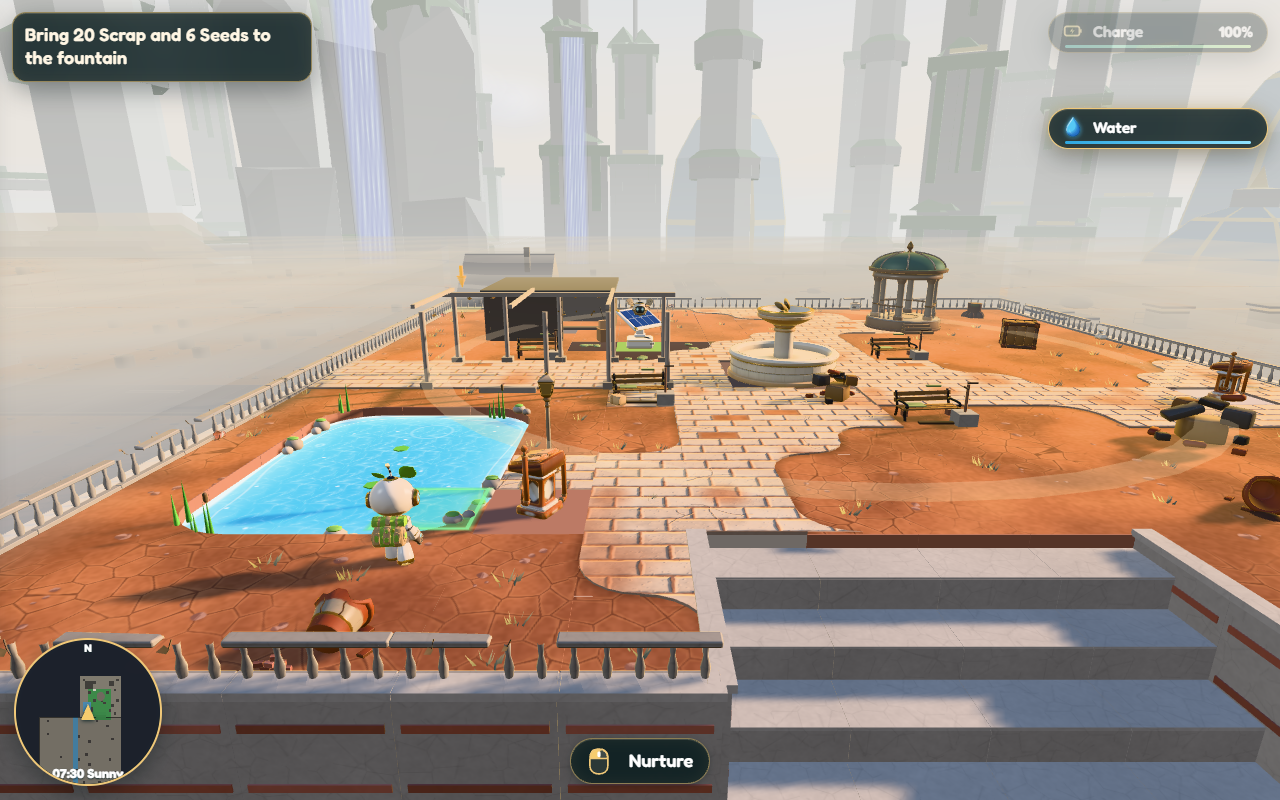 Bring 20 Scrap and 6 Seeds to
the fountain
Charge 100%
Water
N
07:30 Sunny
Nurture